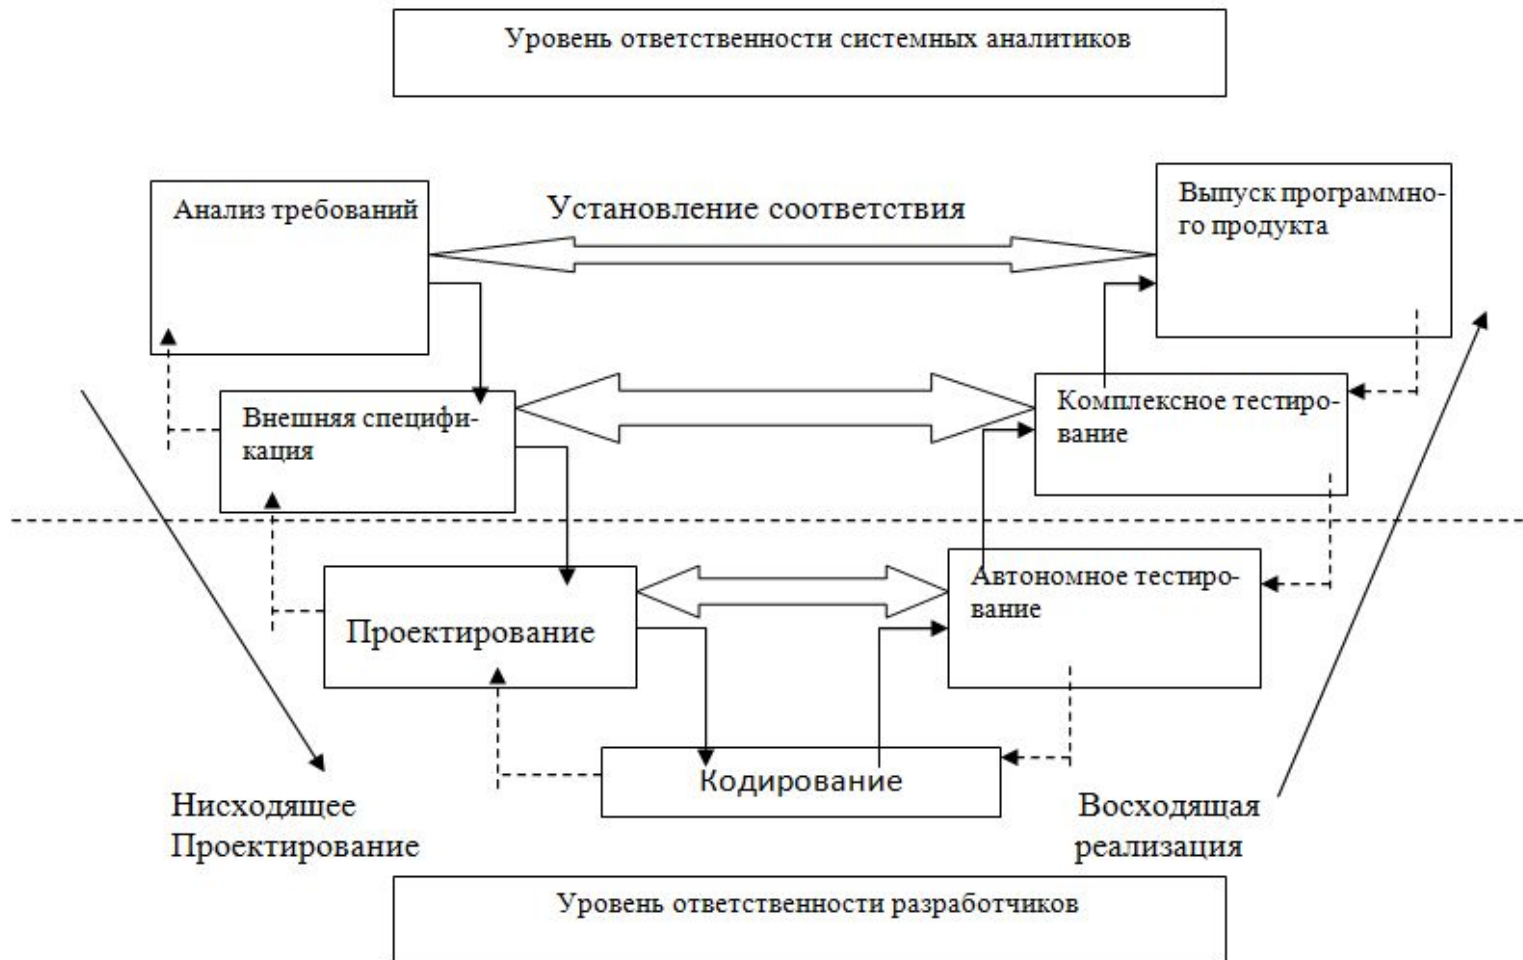 Уровень ответственности системных аналитиков
Анализ требований
Установление соответствия
Выпуск программно-
го продукта
Внешняя специфи-
кация
Комплексное тестиро-
вание
Проектирование
Автономное тестиро-
вание
Кодирование
Нисходящее
Проектирование
Восходящая
реализация
Уровень ответственности разработчиков